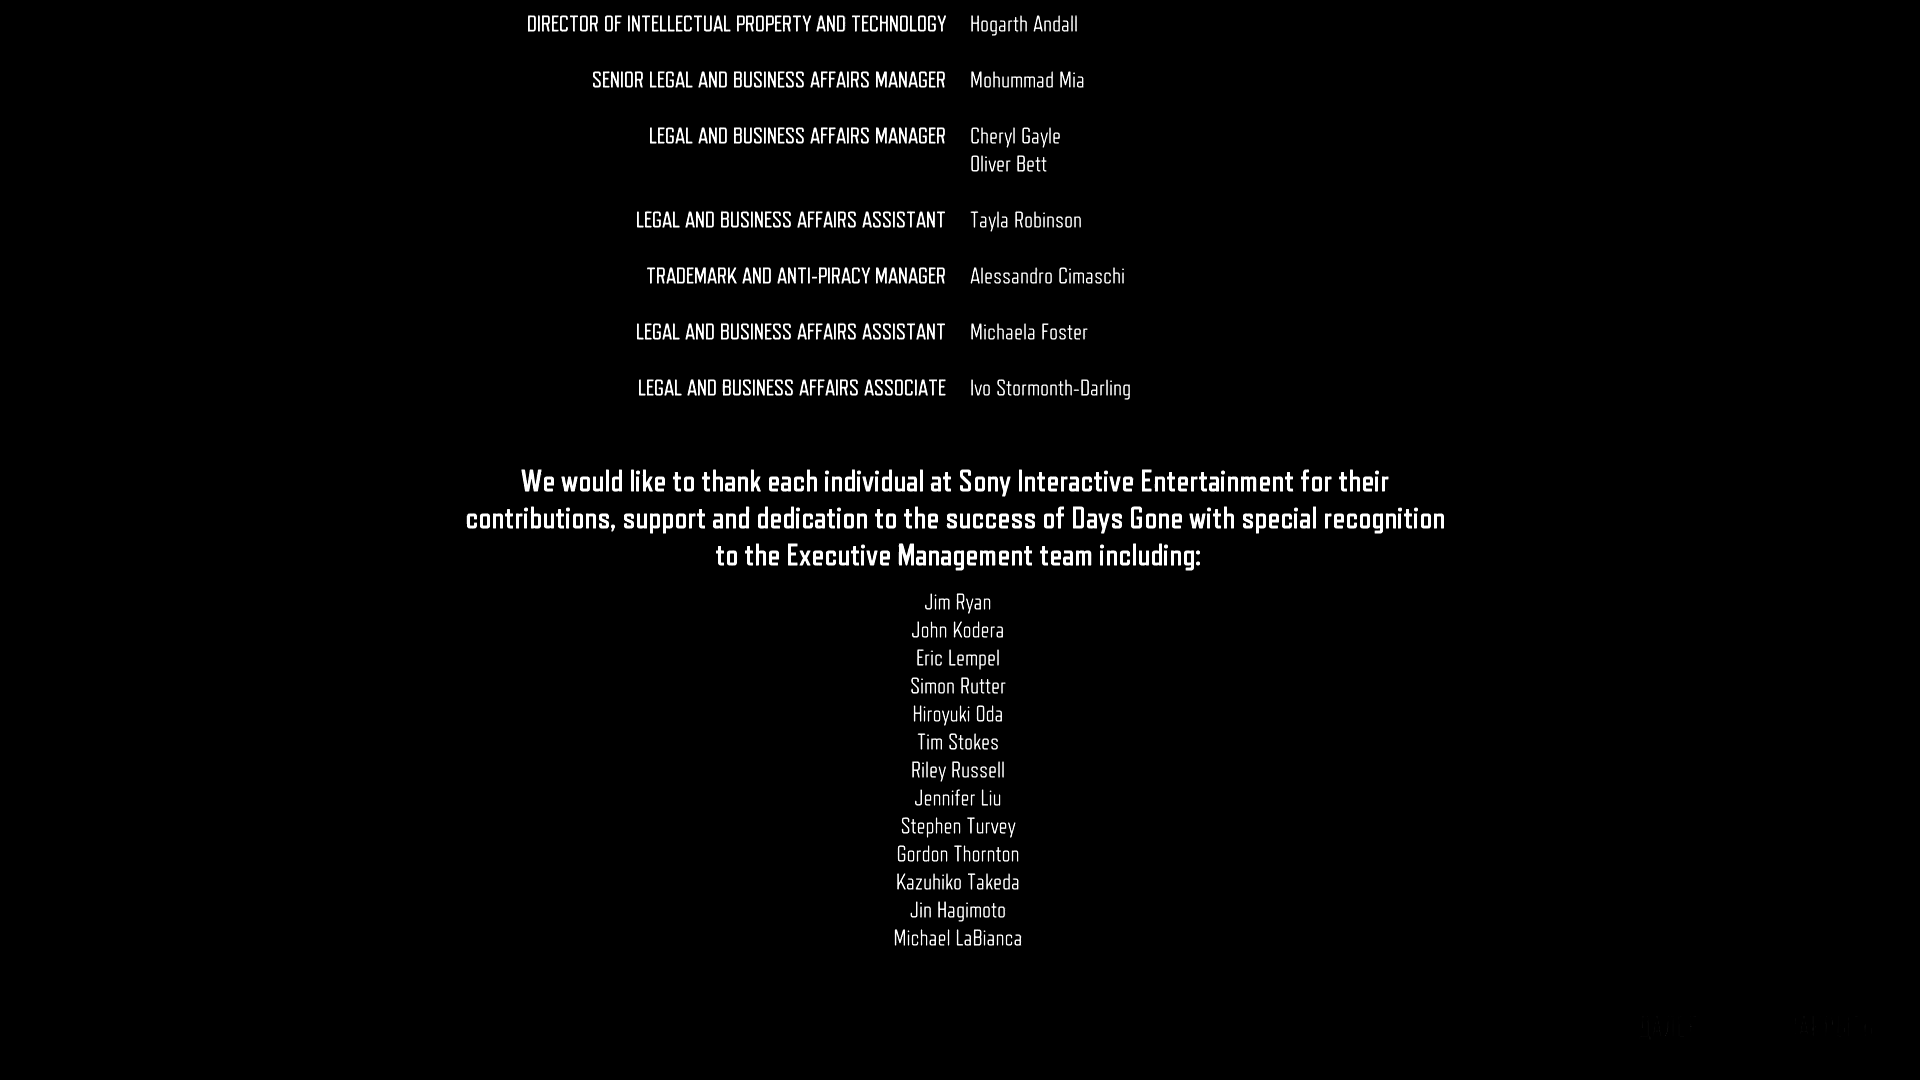 DIRECTOR OF INTELLECTUAL PROPERTY AND TECHNOLOGY Hogarth Andall
SENIOR LEGAL AND BUSINESS AFFAIRS MANAGER Mohummad Mia
LEGAL AND BUSINESS AFFAIRS MANAGER Cheryl Gayle
Oliver Bett
LEGAL AND BUSINESS AFFAIRS ASSISTANT Tayla Robinson
TRADEMARK AND ANTI-PIRACY MANAGER Alessandro Cimaschi
LEGAL AND BUSINESS AFFAIRS ASSISTANT Michaela Foster
LEGAL AND BUSINESS AFFAIRS ASSOCIATE Ivo Stormonth-Darling
We would like to thank each individual at Sony Interactive Entertainment for their
contributions, support and dedication to the success of Days Gone with special recognition
to the Executive Management team including:
Jim Ryan
John Kodera
Eric Lempel
Simon Rutter
Hiroyuki Oda
Tim Stokes
Riley Russell
Jennifer Liu
Stephen Turvey
Gordon Thornton
Kazuhiko Takeda
Jin Hagimoto
Michael LaBianca